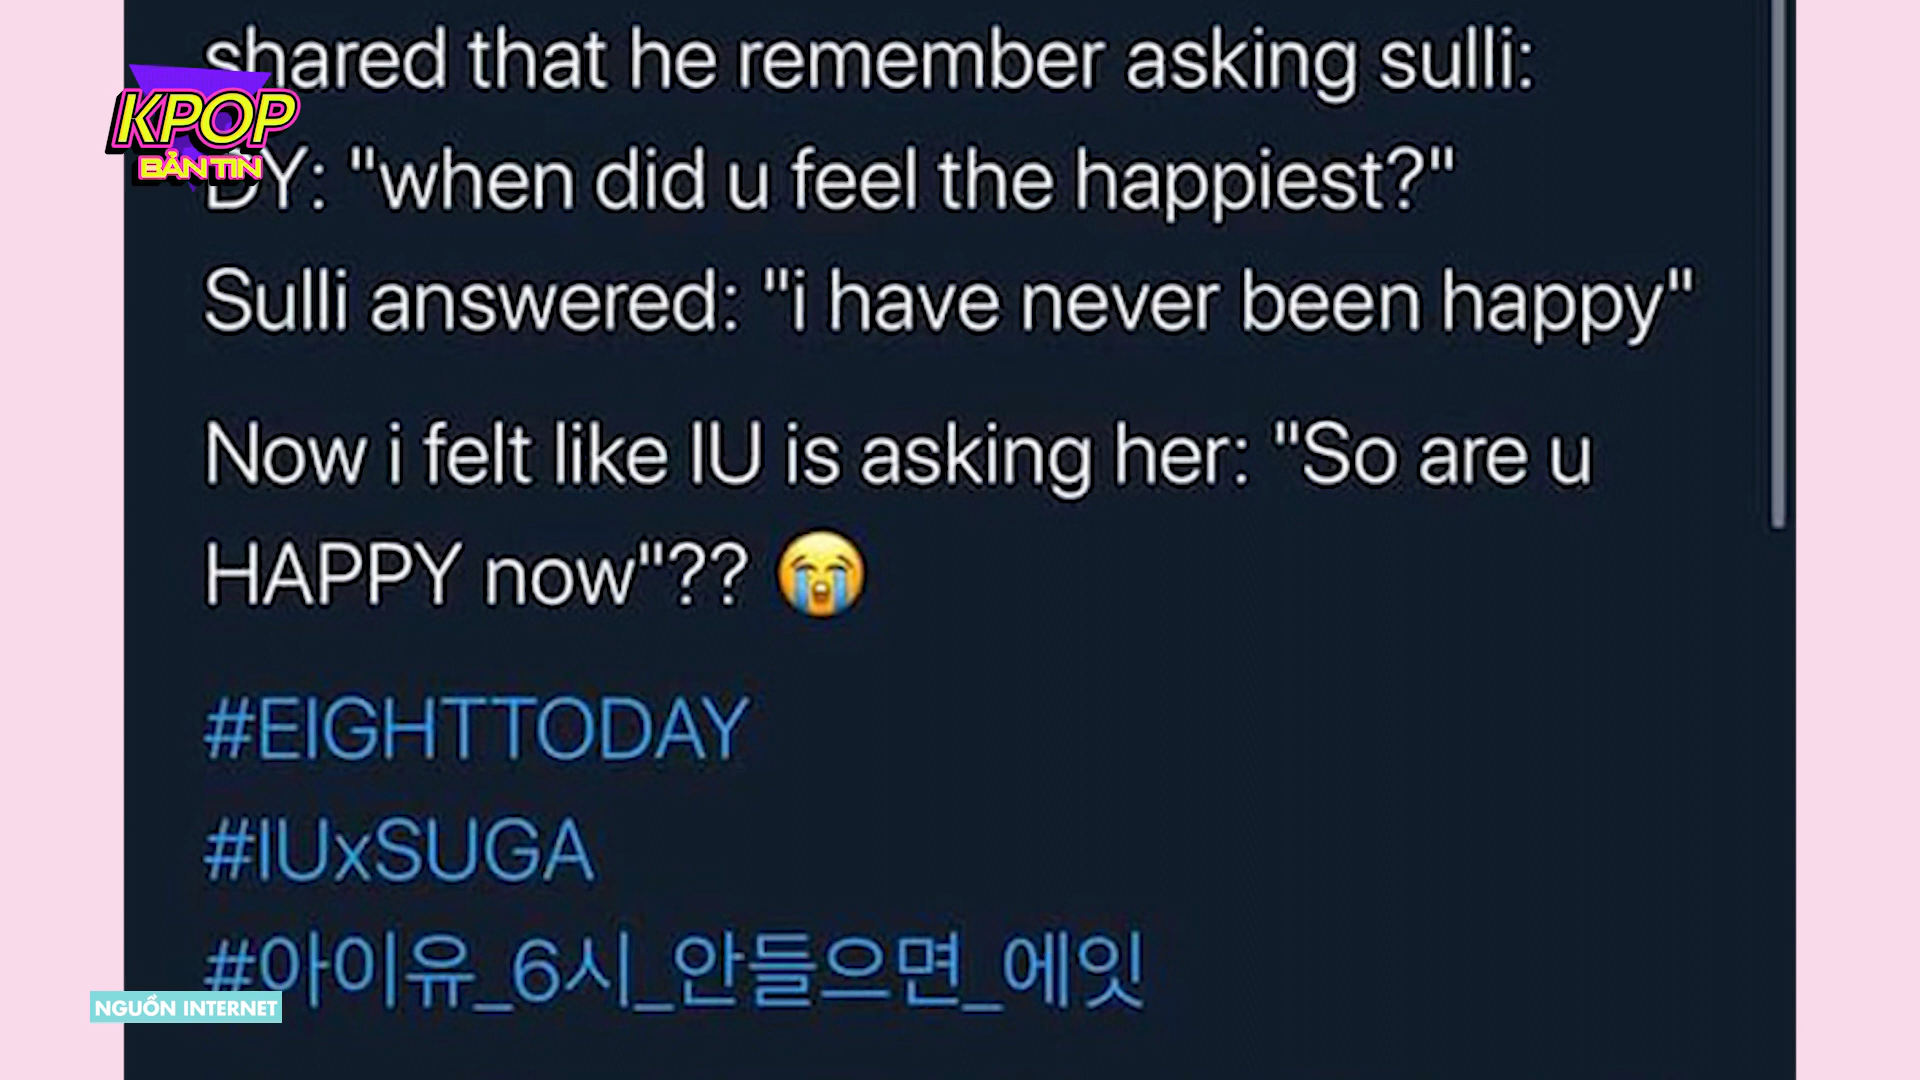 shared that he remember asking sulli:
KPOP
BẢN TIN
DY: "when did u feel the happiest?"
Sulli answered: "i have never been happy"
Now i felt like IU is asking her: "So are u
HAPPY now"?? 😭
#EIGHTTODAY
#IUxSUGA
#아이유_6시_안들으면_에잇
NGUỒN INTERNET